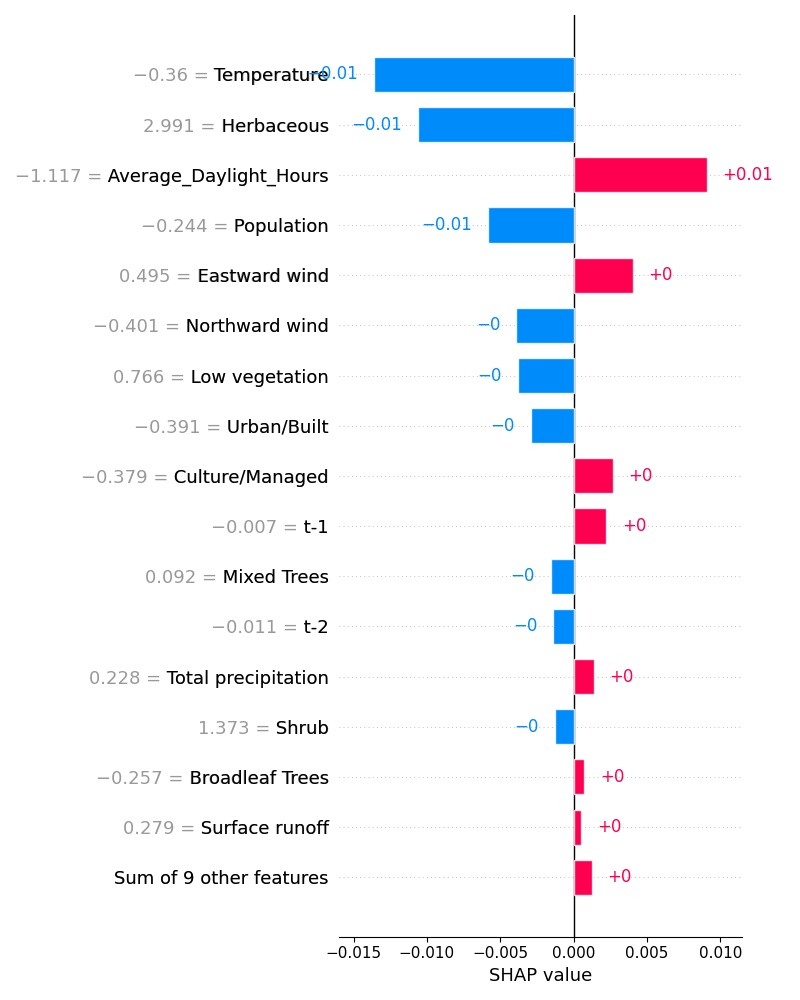 −0.36 = Temperature −0.01
2.991 = Herbaceous −0.01
−1.117 = Average_Daylight_Hours +0.01
−0.244 = Population −0.01
0.495 = Eastward wind +0
−0.401 = Northward wind −0
0.766 = Low vegetation −0
−0.391 = Urban/Built −0
−0.379 = Culture/Managed +0
−0.007 = t-1 +0
0.092 = Mixed Trees −0
−0.011 = t-2 −0
0.228 = Total precipitation +0
1.373 = Shrub −0
−0.257 = Broadleaf Trees +0
0.279 = Surface runoff +0
Sum of 9 other features +0
−0.015 −0.010 −0.005 0.000 0.005 0.010
SHAP value